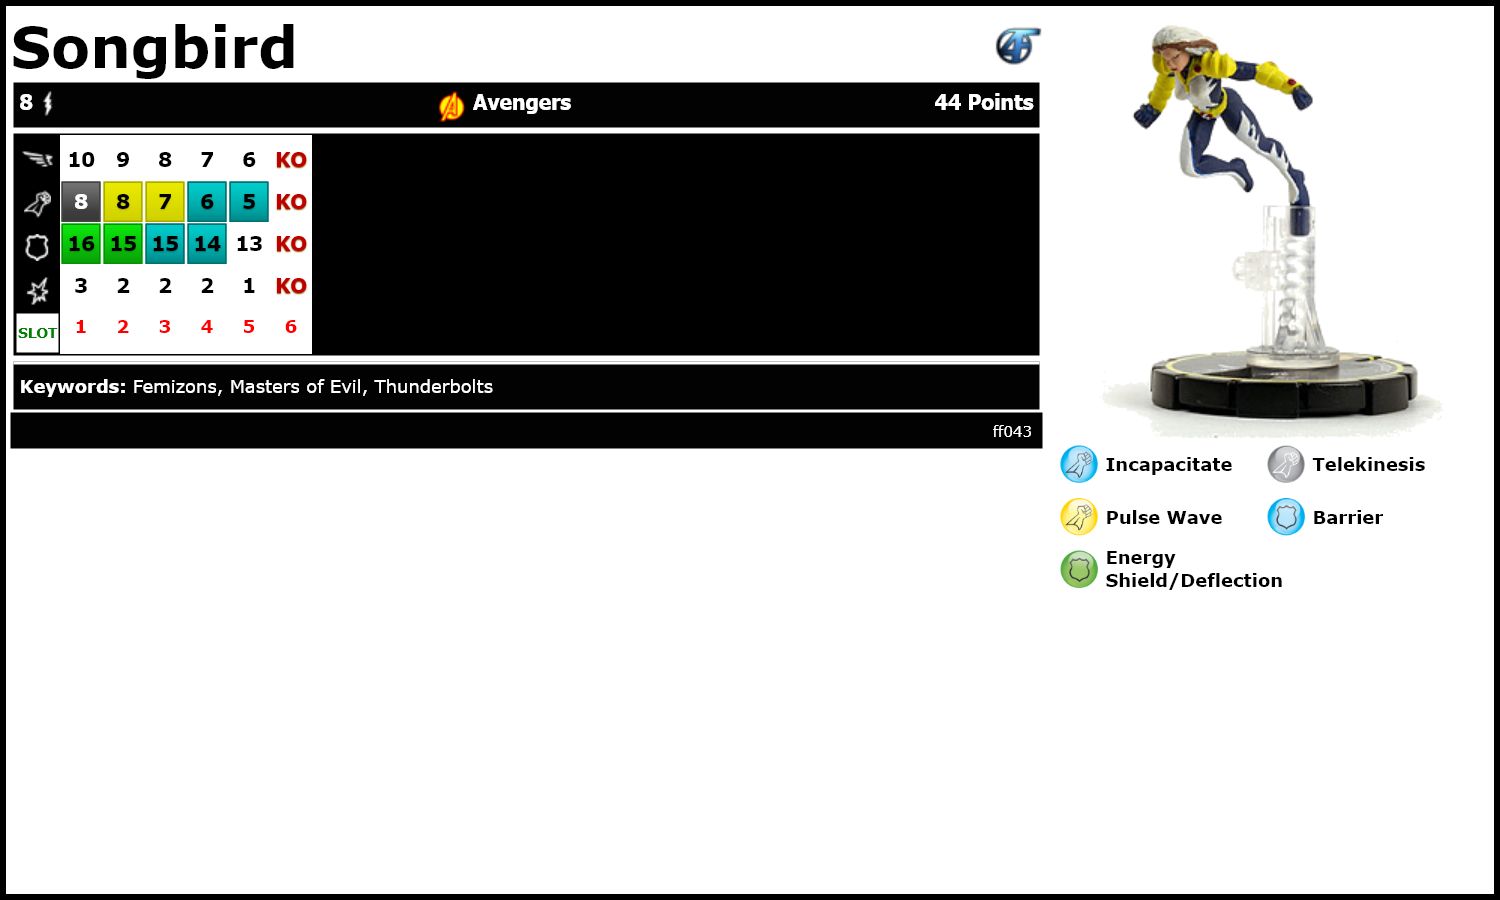 Songbird
8 Avengers 44 Points
10 9 8 7 6 KO
8 8 7 6 5 KO
16 15 15 14 13 KO
3 2 2 2 1 KO
SLOT 1 2 3 4 5 6
Keywords: Femizons, Masters of Evil, Thunderbolts
ff043
Incapacitate Telekinesis
Pulse Wave Barrier
Energy
Shield/Deflection